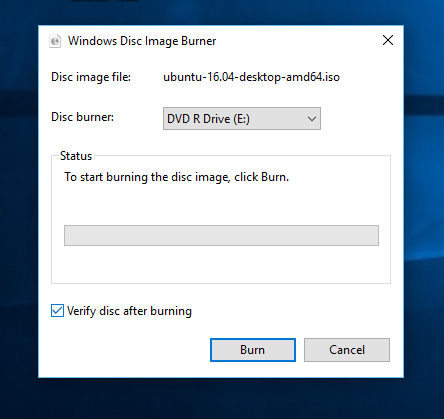 Windows Disc Image Burner
Disc image file: ubuntu-16.04-desktop-amd64.iso
Disc burner: DVD R Drive (E:)
Status
To start burning the disc image, click Burn.
Verify disc after burning
Burn Cancel